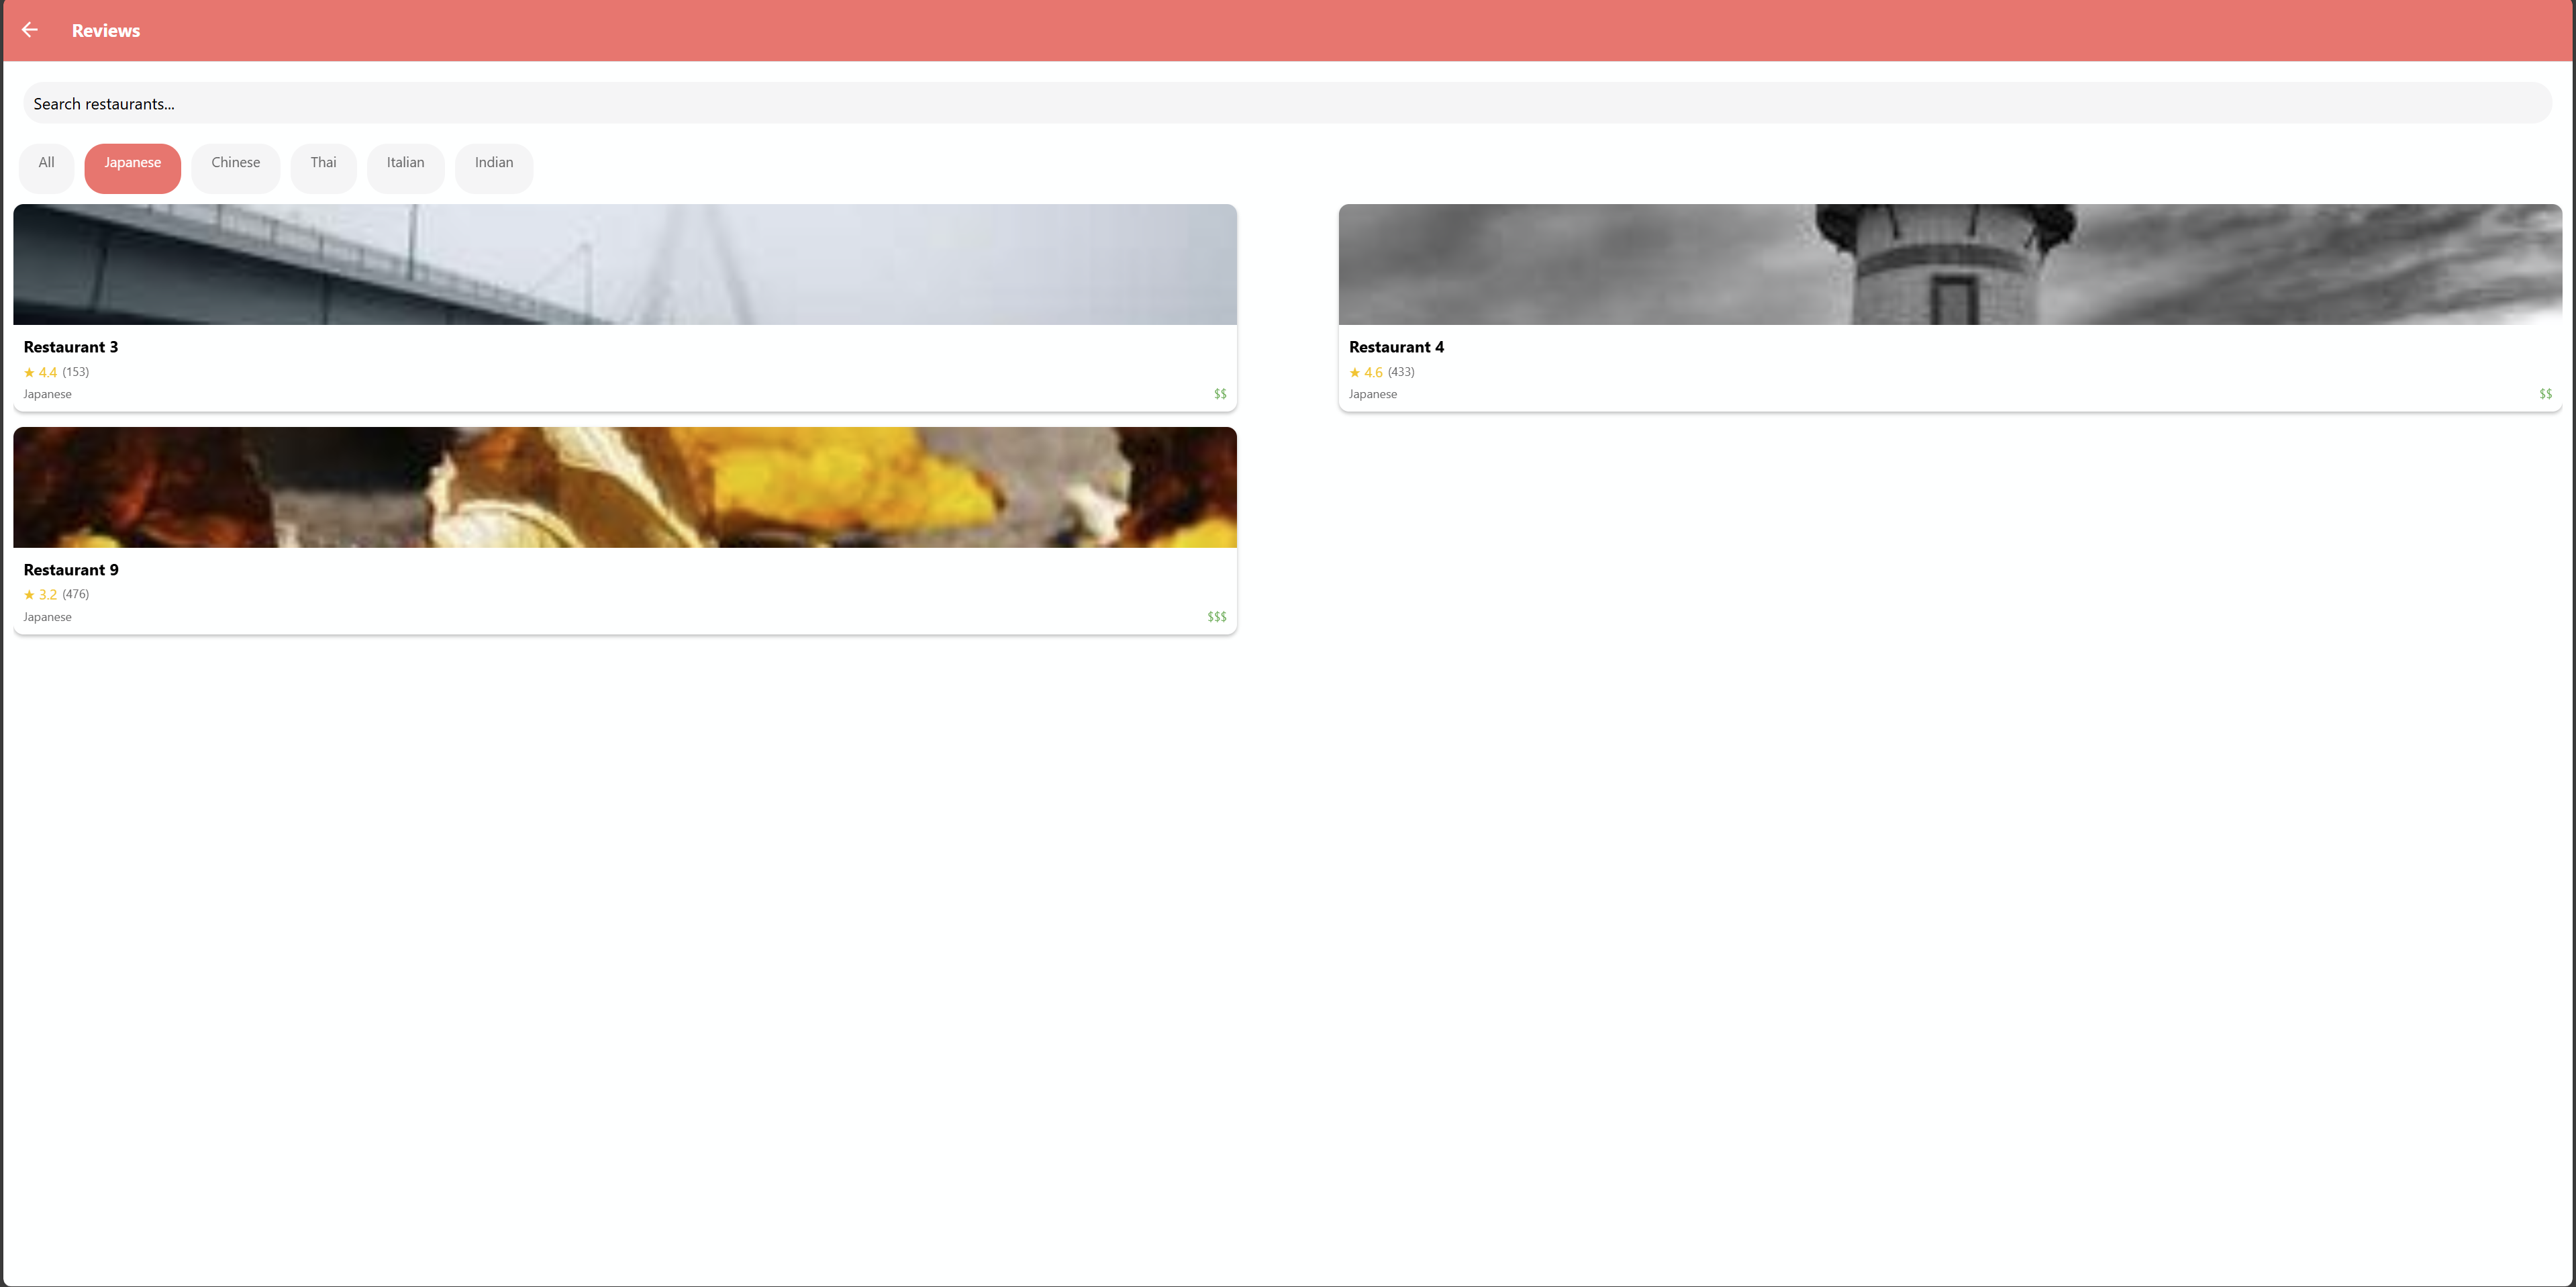 Reviews
Search restaurants...
All
Japanese
Chinese
Thai
Italian
Indian
Restaurant 3
★ 4.4 (153)
Japanese
$$
Restaurant 4
★ 4.6 (433)
Japanese
$$
Restaurant 9
★ 3.2 (476)
Japanese
$$$